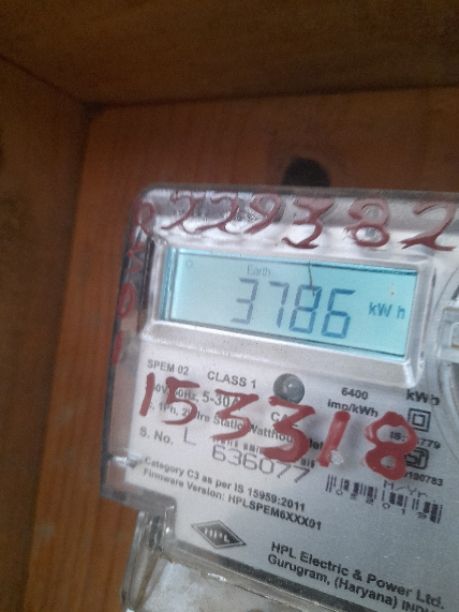 229382
Earth
3786 kWh
SPEM 02 CLASS 1 6400 imp/kWh kWh
153318
S. No. L 636077
Category C3 as per IS 15959:2011
Firmware Version: HPLSPEM6XXX01
HPL
HPL Electric & Power Ltd.
Gurugram, (Haryana)